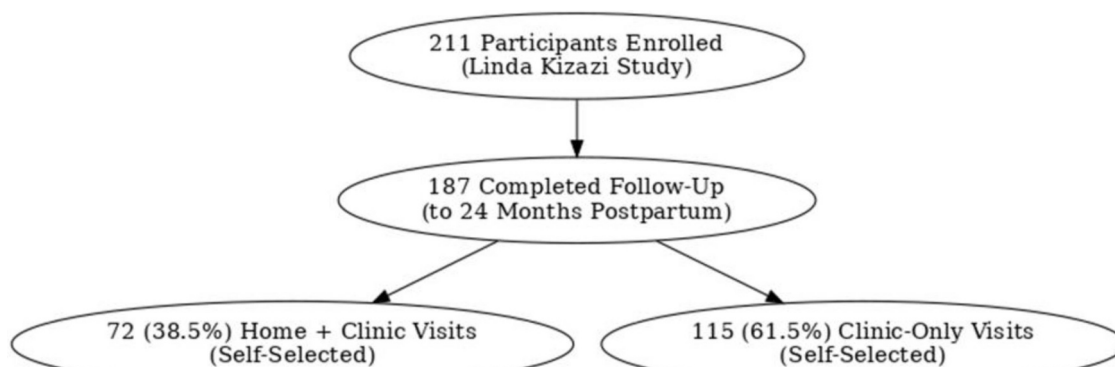 211 Participants Enrolled
(Linda Kizazi Study)
187 Completed Follow-Up
(to 24 Months Postpartum)
72 (38.5%) Home + Clinic Visits
(Self-Selected)
115 (61.5%) Clinic-Only Visits
(Self-Selected)